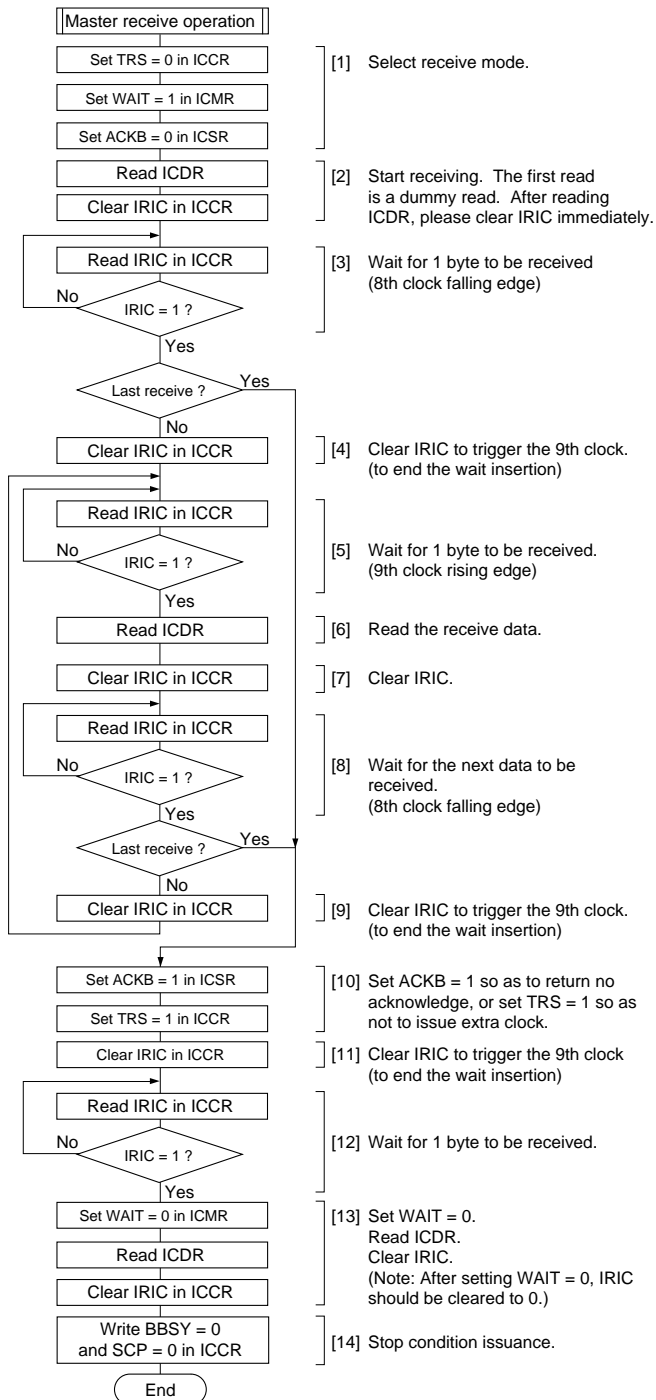 Master receive operation
Set TRS = 0 in ICCR
[1] Select receive mode.
Set WAIT = 1 in ICMR
Set ACKB = 0 in ICSR
Read ICDR
[2] Start receiving. The first read
is a dummy read. After reading
ICDR, please clear IRIC immediately.
Clear IRIC in ICCR
Read IRIC in ICCR
[3] Wait for 1 byte to be received
(8th clock falling edge)
No
IRIC = 1 ?
Yes
Last receive ?
Yes
No
Clear IRIC in ICCR
[4] Clear IRIC to trigger the 9th clock.
(to end the wait insertion)
Read IRIC in ICCR
No
IRIC = 1 ?
[5] Wait for 1 byte to be received.
(9th clock rising edge)
Yes
Read ICDR
[6] Read the receive data.
Clear IRIC in ICCR
[7] Clear IRIC.
Read IRIC in ICCR
No
IRIC = 1 ?
[8] Wait for the next data to be
received.
(8th clock falling edge)
Yes
Last receive ?
Yes
No
Clear IRIC in ICCR
[9] Clear IRIC to trigger the 9th clock.
(to end the wait insertion)
Set ACKB = 1 in ICSR
[10] Set ACKB = 1 so as to return no
acknowledge, or set TRS = 1 so as
not to issue extra clock.
Set TRS = 1 in ICCR
Clear IRIC in ICCR
[11] Clear IRIC to trigger the 9th clock
(to end the wait insertion)
Read IRIC in ICCR
No
IRIC = 1 ?
[12] Wait for 1 byte to be received.
Yes
Set WAIT = 0 in ICMR
[13] Set WAIT = 0.
Read ICDR.
Clear IRIC.
(Note: After setting WAIT = 0, IRIC
should be cleared to 0.)
Read ICDR
Clear IRIC in ICCR
Write BBSY = 0
and SCP = 0 in ICCR
[14] Stop condition issuance.
End